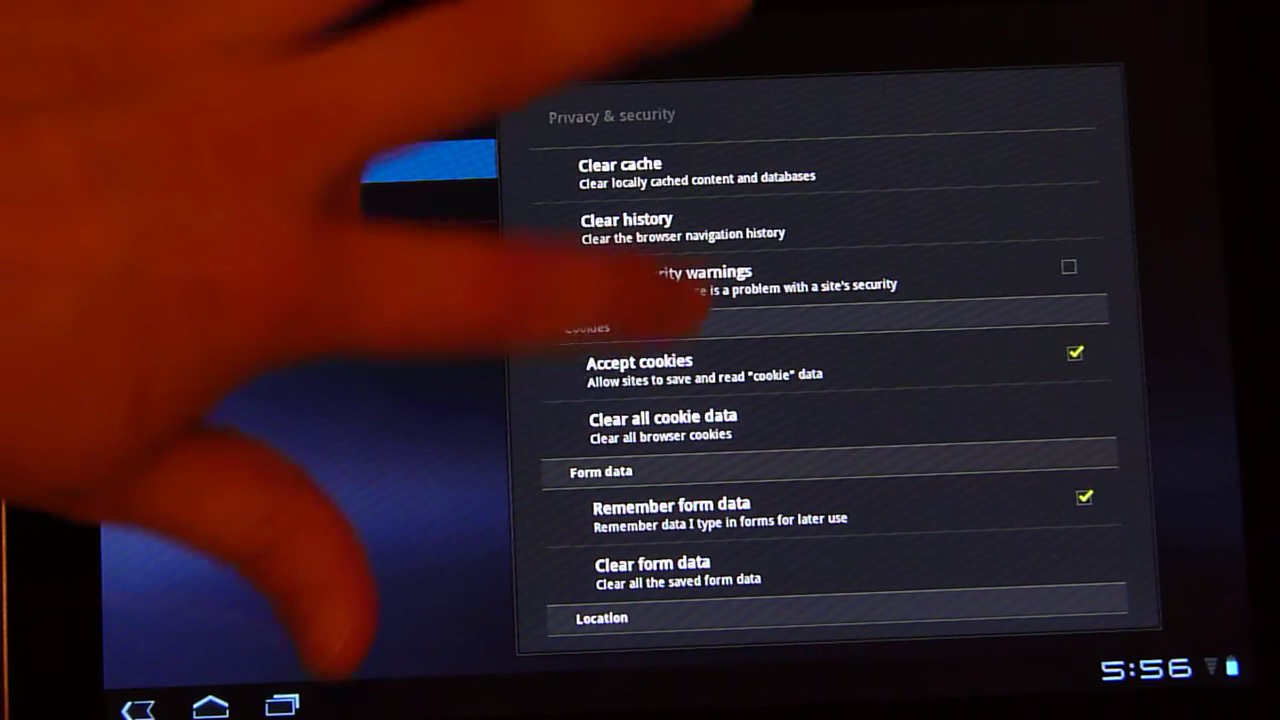 Privacy & security
Clear cache
Clear locally cached content and databases
Clear history
Clear the browser navigation history
warnings
is a problem with a site's security
Cookies
Accept cookies
Allow sites to save and read "cookie" data
Clear all cookie data
Clear all browser cookies
Form data
Remember form data
Remember data I type in forms for later use
Clear form data
Clear all the saved form data
Location
5:56